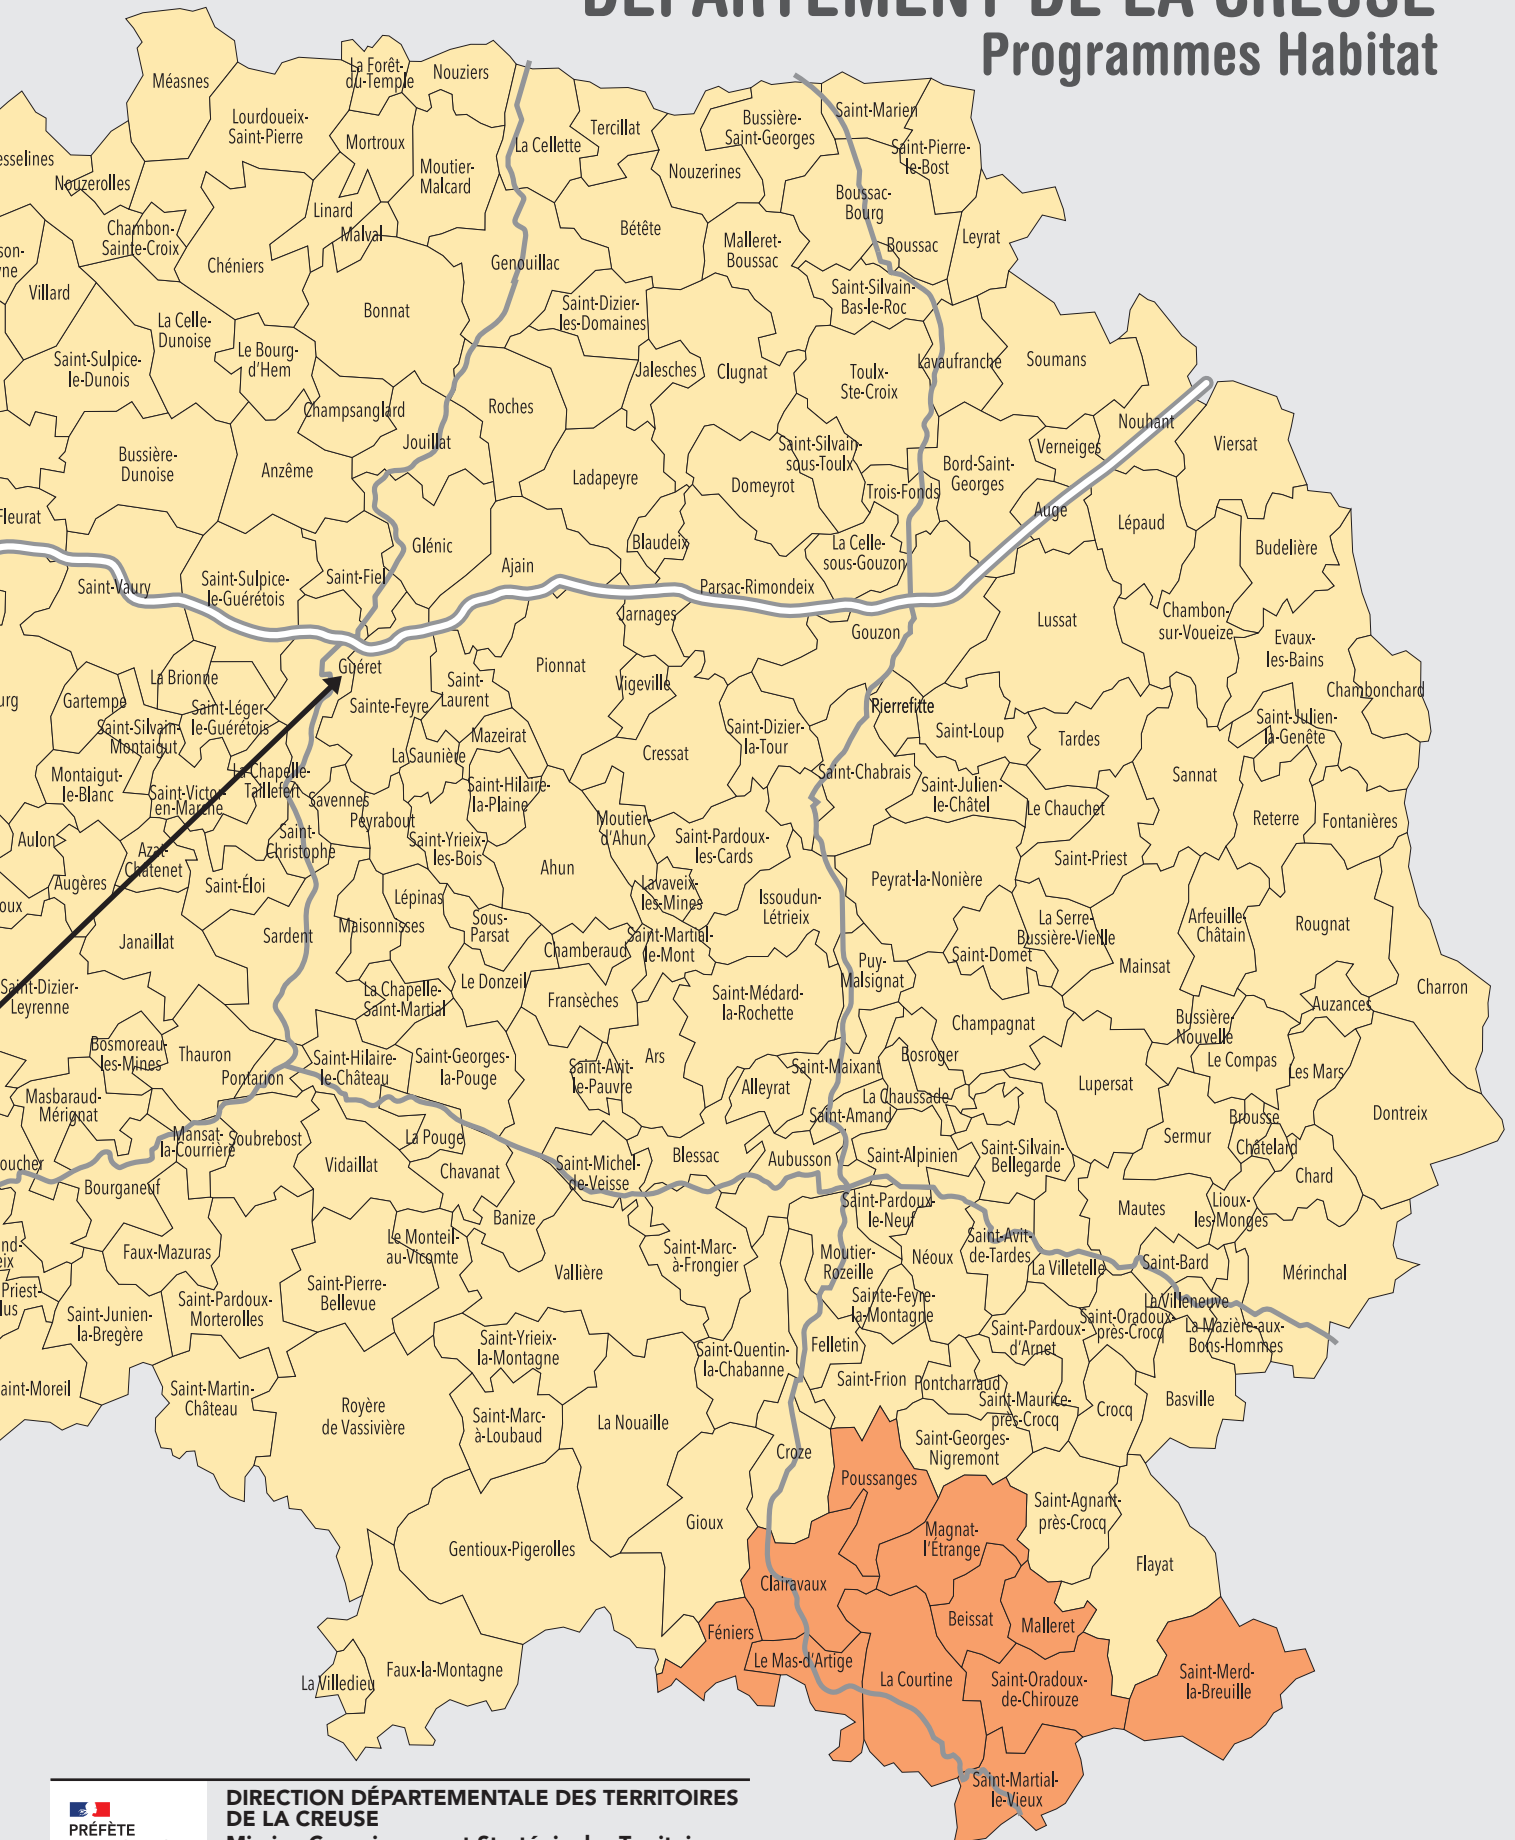 DÉPARTEMENT DE LA CREUSE
Programmes Habitat
Méasnes
La Forêt-
du-Temple
Nouziers
Lourdoueix-
Saint-Pierre
Mortroux
Moutier-
Malcard
La Cellette
Tercillat
Bussière-
Saint-Georges
Saint-Marien
Saint-Pierre-
le-Bost
esselines
Nouzerolles
Nouzerines
Boussac-
Bourg
Linard
Malval
Chambon-
Sainte-Croix
Chéniers
Bétête
Malleret-
Boussac
Boussac
Leyrat
son-
yne
Villard
Genouillac
Saint-Silvain-
Bas-le-Roc
Bonnat
Saint-Dizier-
les-Domaines
La Celle-
Dunoise
Le Bourg-
d'Hem
Saint-Sulpice-
le-Dunois
Jalesches
Clugnat
Toulx-
Ste-Croix
Lavaufranche
Soumans
Champsanglard
Roches
Jouillat
Nouhant
Verneiges
Viersat
Bussière-
Dunoise
Anzême
Ladapeyre
Saint-Silvain-
sous-Toulx
Domeyrot
Trois-Fonds
Bord-Saint-
Georges
Auge
Lépaud
Fleurat
Glénic
Blaudeix
La Celle-
sous-Gouzon
Budelière
Saint-Vaury
Saint-Sulpice-
le-Guérétois
Saint-Fiel
Ajain
Parsac-Rimondeix
Jarnages
Gouzon
Lussat
Chambon-
sur-Voueize
Evaux-
les-Bains
Guéret
Pionnat
La Brionne
Saint-
Laurent
Vigeville
Chambonchard
urg
Gartempe
Saint-Léger-
le-Guérétois
Sainte-Feyre
Pierrefitte
Saint-Silvain-
Montaigut
Mazeirat
Saint-Dizier-
la-Tour
Saint-Loup
Tardes
Saint-Julien-
la-Genête
La Saunière
Cressat
Montaigut-
le-Blanc
La Chapelle-
Taillefert
Saint-Victor-
en-Marche
Savennes
Saint-Hilaire-
la-Plaine
Saint-Chabrais
Saint-Julien-
le-Châtel
Le Chauchet
Sannat
Peyrabout
Moutier-
d'Ahun
Reterre
Fontanières
Aulon
Azat-
Châtenet
Saint-
Christophe
Saint-Yrieix-
les-Bois
Ahun
Saint-Pardoux-
les-Cards
Saint-Priest
Augères
Saint-Éloi
Lépinas
Lavaveix-
les-Mines
Issoudun-
Létrieix
Peyrat-la-Nonière
oux
Janaillat
Sardent
Maisonnisses
Sous-
Parsat
Chamberaud
Saint-Martial-
le-Mont
La Serre-
Bussière-Vieille
Arfeuille-
Châtain
Rougnat
Puy-
Malsignat
Saint-Domet
Mainsat
Saint-Dizier-
Leyrenne
La Chapelle-
Saint-Martial
Le Donzeil
Fransèches
Saint-Médard-
la-Rochette
Charron
Auzances
Champagnat
Bussière-
Nouvelle
Bosmoreau-
les-Mines
Thauron
Saint-Hilaire-
le-Château
Saint-Georges-
la-Pouge
Ars
Bosroger
Le Compas
Les Mars
Pontarion
Saint-Avit-
le-Pauvre
Alleyrat
Saint-Maixant
Lupersat
La Chaussade
Masbaraud-
Mérignat
Saint-Amand
Brousse
Dontreix
Mansat-
la-Courrière
Soubrebost
La Pouge
Sermur
Châtelard
Saint-Silvain-
Bellegarde
oucher
Vidaillat
Chavanat
Saint-Michel-
de-Veisse
Blessac
Aubusson
Saint-Alpinien
Chard
Bourganeuf
Saint-Pardoux-
le-Neuf
Mautes
Lioux-
les-Monges
Banize
Le Monteil-
au-Vicomte
nd-
eix
Faux-Mazuras
Saint-Marc-
à-Frongier
Moutier-
Rozeille
Néoux
Saint-Avit-
de-Tardes
La Villetelle
Saint-Bard
Mérinchal
Vallière
Priest-
lus
Saint-Pierre-
Bellevue
Saint-Junien-
la-Bregère
Saint-Pardoux-
Morterolles
Sainte-Feyre-
la-Montagne
La Villeneuve
Saint-Oradoux-
près-Crocq
La Mazière-aux-
Bons-Hommes
Saint-Pardoux-
d'Arnet
Saint-Yrieix-
la-Montagne
Saint-Quentin-
la-Chabanne
Felletin
aint-Moreil
Saint-Martin-
Château
Saint-Frion
Pontcharraud
Saint-Maurice-
près-Crocq
Crocq
Basville
Royère
de Vassivière
Saint-Marc-
à-Loubaud
La Nouaille
Croze
Saint-Georges-
Nigremont
Poussanges
Saint-Agnant-
près-Crocq
Gioux
Magnat-
l'Étrange
Gentioux-Pigerolles
Flayat
Clairavaux
Féniers
Beissat
Malleret
La Villedieu
Faux-la-Montagne
Le Mas-d'Artige
La Courtine
Saint-Oradoux-
de-Chirouze
Saint-Merd-
la-Breuille
Saint-Martial-
le-Vieux
PRÉFÈTE
DIRECTION DÉPARTEMENTALE DES TERRITOIRES
DE LA CREUSE